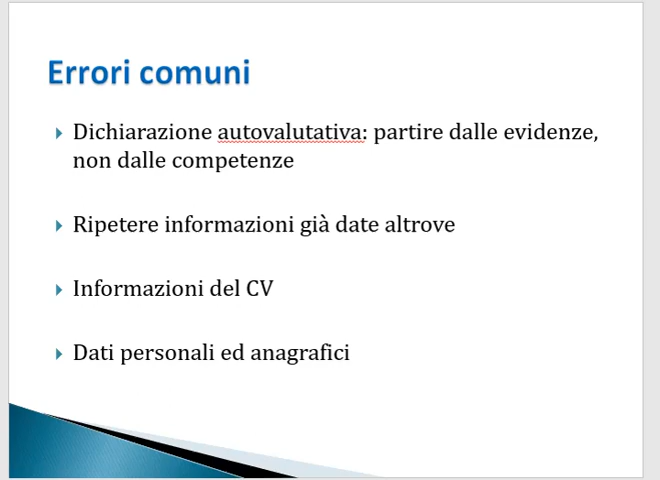 Errori comuni
Dichiarazione autovalutativa: partire dalle evidenze,
non dalle competenze
Ripetere informazioni già date altrove
Informazioni del CV
Dati personali ed anagrafici